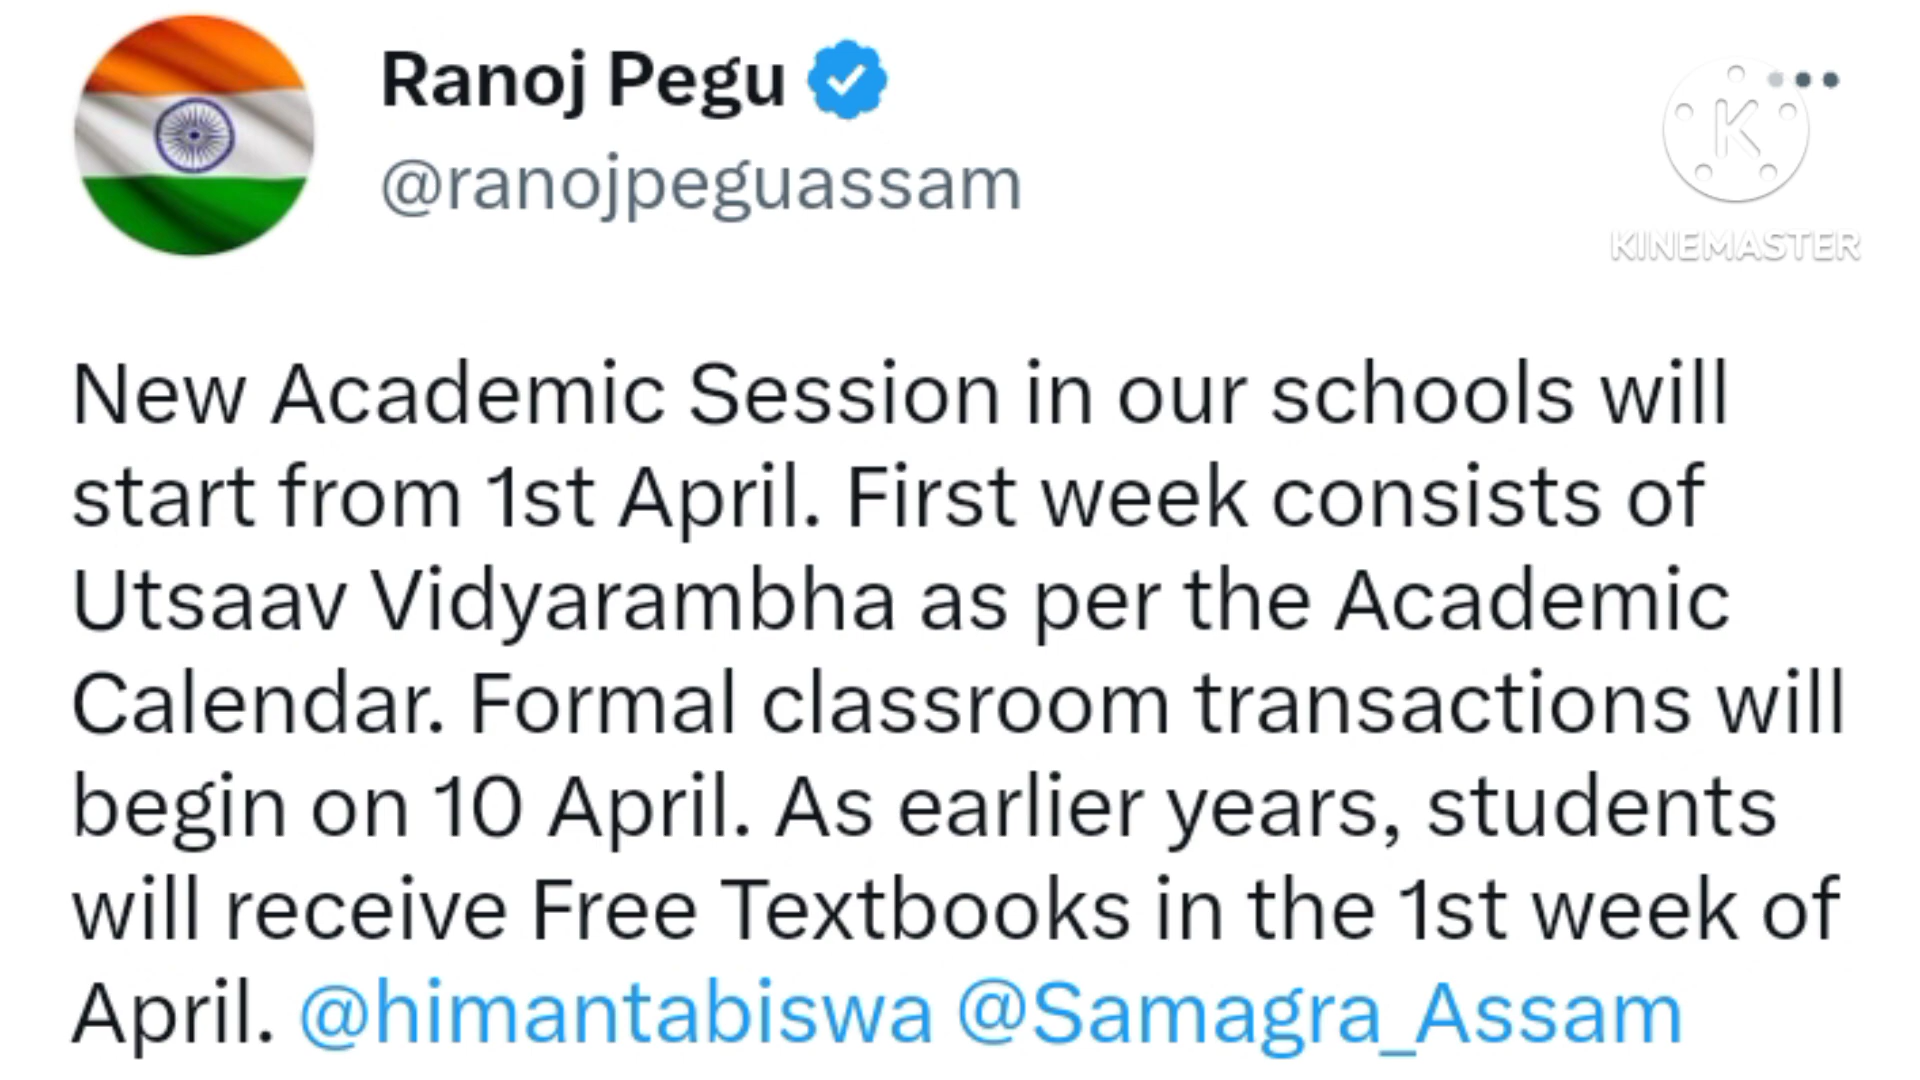 Ranoj Pegu
@ranojpeguassam
K
KINEMASTER
New Academic Session in our schools will
start from 1st April. First week consists of
Utsaav Vidyarambha as per the Academic
Calendar. Formal classroom transactions will
begin on 10 April. As earlier years, students
will receive Free Textbooks in the 1st week of
April. @himantabiswa @Samagra_Assam